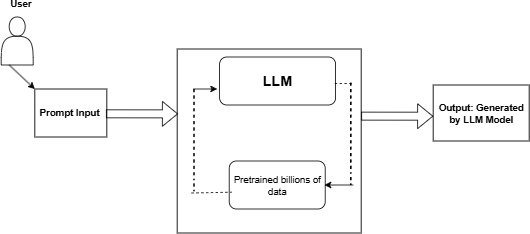 User
Prompt Input
LLM
Pretrained billions of
data
Output: Generated
by LLM Model